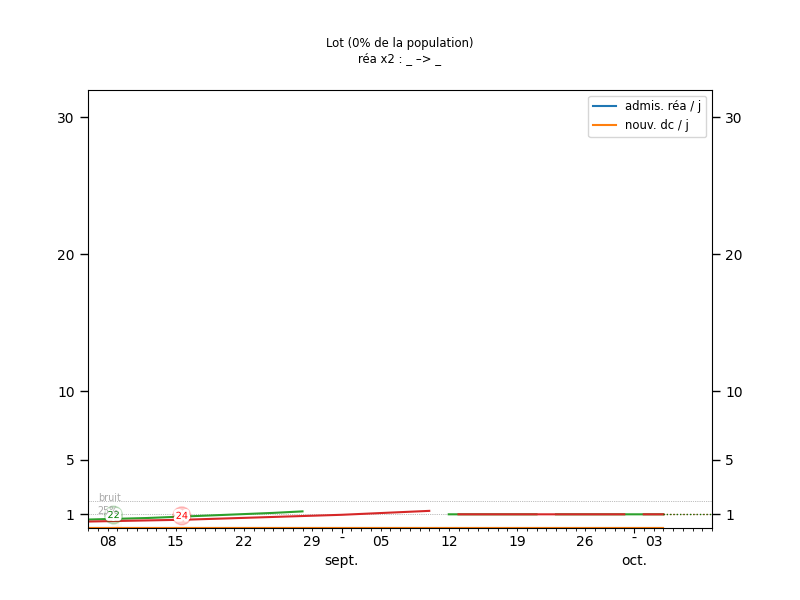 Lot (0% de la population)
réa x2 : _ –> _
admis. réa / j
nouv. dc / j
30 30
20 20
10 10
5 5
bruit
22 24
1 1
08 15 22 29 - 05 12 19 26 - 03
sept. oct.